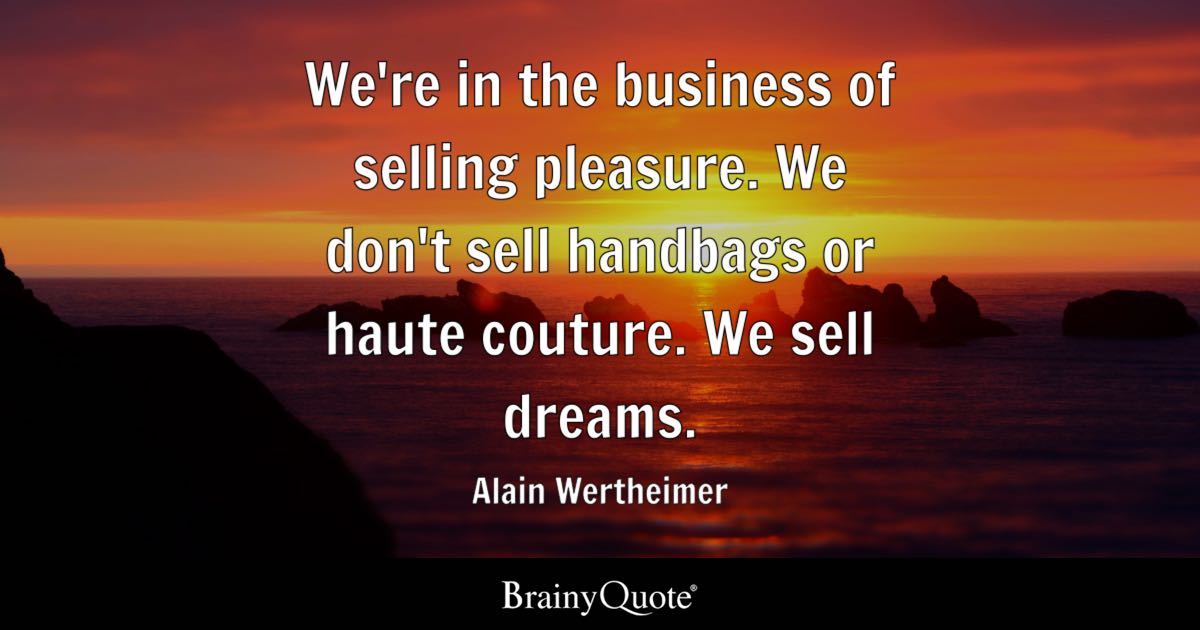 We're in the business of
selling pleasure. We
don't sell handbags or
haute couture. We sell
dreams.
Alain Wertheimer
BrainyQuote®